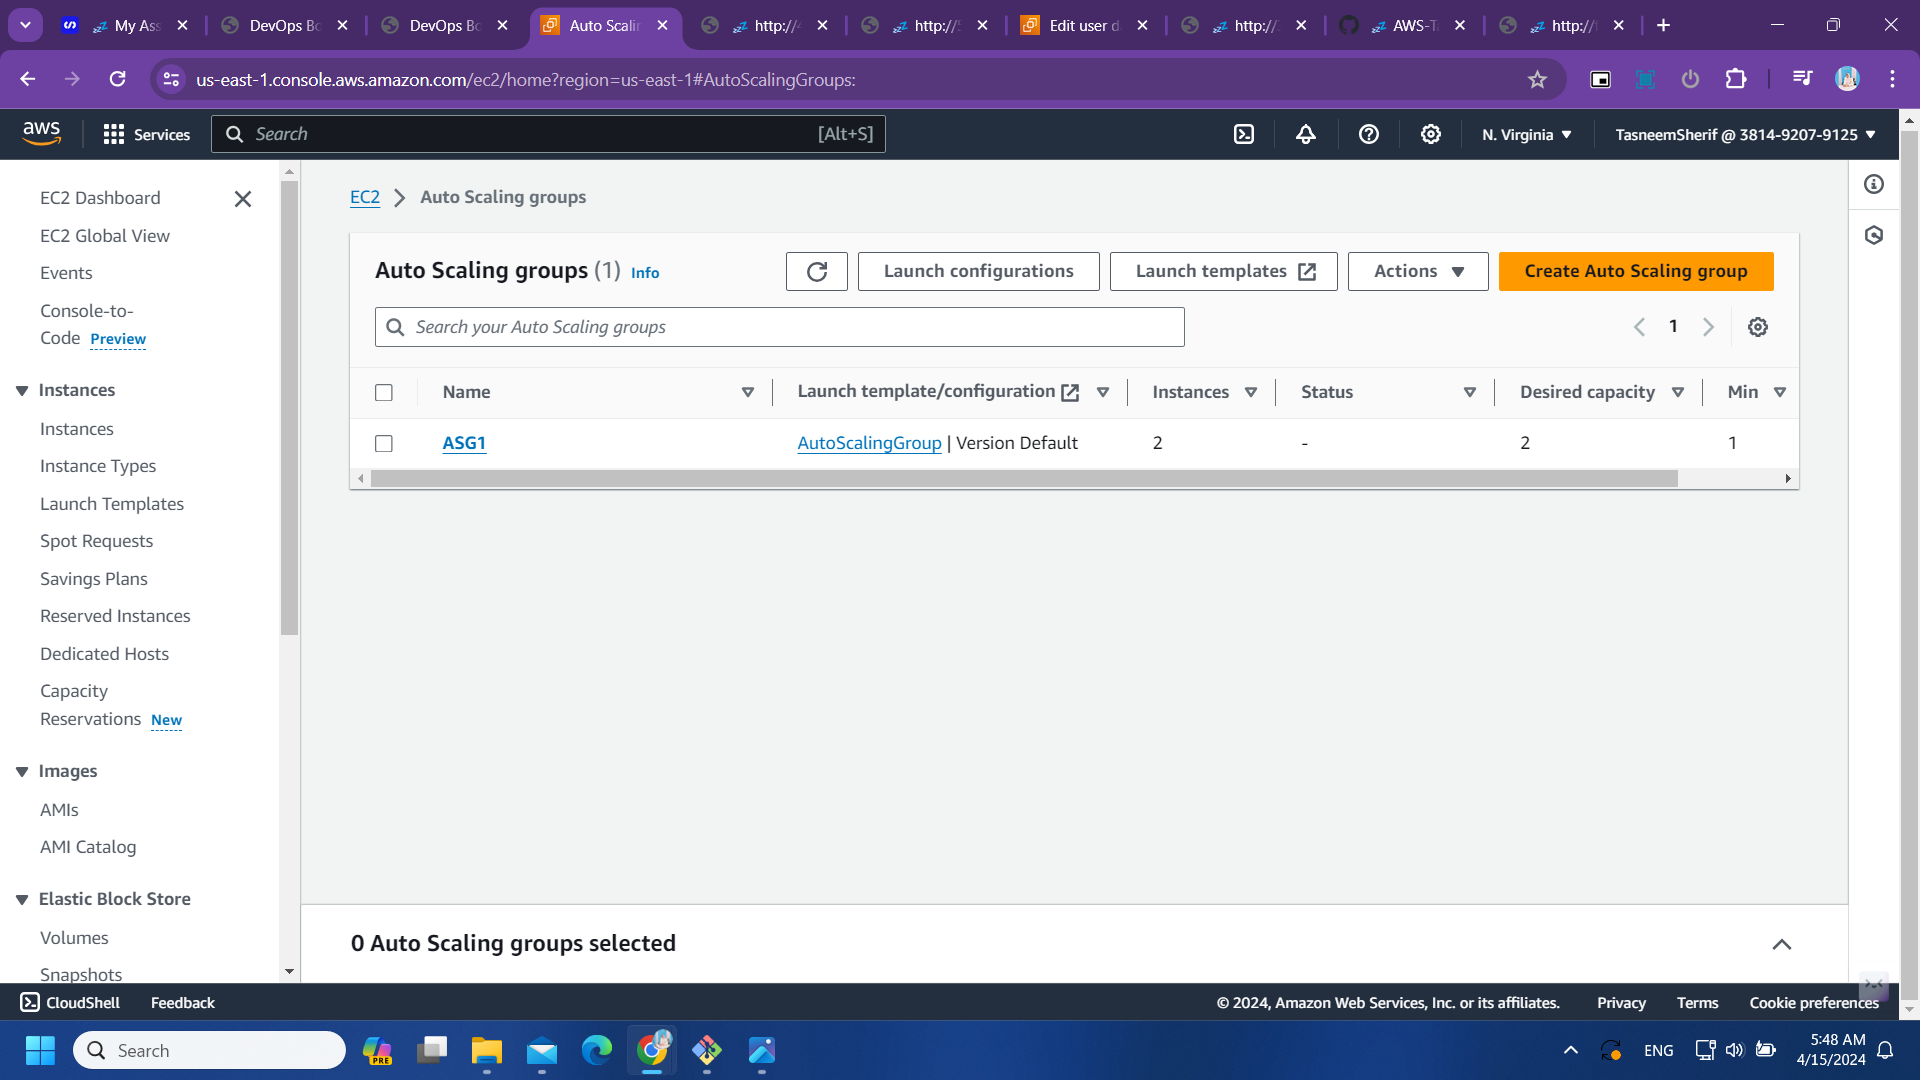 My Ass
DevOps Bo
DevOps Bo
Auto Scalin
http://
http://
Edit user d
http://
AWS-T
http://
us-east-1.console.aws.amazon.com/ec2/home?region=us-east-1#AutoScalingGroups:
aws
Services
Search
[Alt+S]
N. Virginia
TasneemSherif @ 3814-9207-9125
EC2 Dashboard
EC2 Global View
Events
Console-to-
Code Preview
Instances
Instances
Instance Types
Launch Templates
Spot Requests
Savings Plans
Reserved Instances
Dedicated Hosts
Capacity
Reservations New
Images
AMIs
AMI Catalog
Elastic Block Store
Volumes
Snapshots
EC2 > Auto Scaling groups
Auto Scaling groups (1) Info
Launch configurations
Launch templates
Actions
Create Auto Scaling group
Search your Auto Scaling groups
1
Name Launch template/configuration Instances Status Desired capacity Min
ASG1 AutoScalingGroup | Version Default 2 - 2 1
0 Auto Scaling groups selected
CloudShell Feedback © 2024, Amazon Web Services, Inc. or its affiliates. Privacy Terms Cookie preferences
Search
PRE
ENG
5:48 AM
4/15/2024